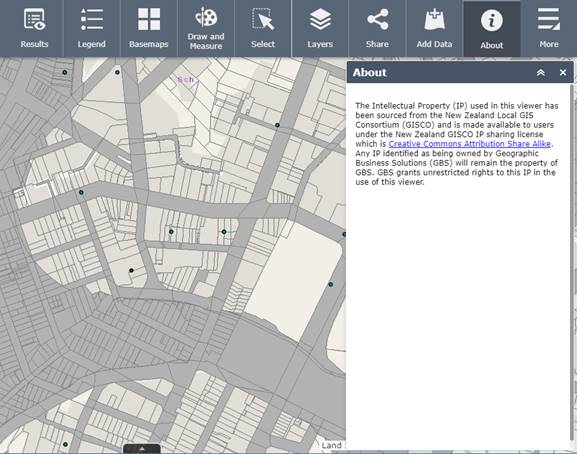 Results
Legend
Basemaps
Draw and
Measure
Select
Layers
Share
Add Data
About
More
Sch
About
The Intellectual Property (IP) used in this viewer has
been sourced from the New Zealand Local GIS
Consortium (GISCO) and is made available to users
under the New Zealand GISCO IP sharing license
which is Creative Commons Attribution Share Alike.
Any IP identified as being owned by Geographic
Business Solutions (GBS) will remain the property of
GBS. GBS grants unrestricted rights to this IP in the
use of this viewer.
Land